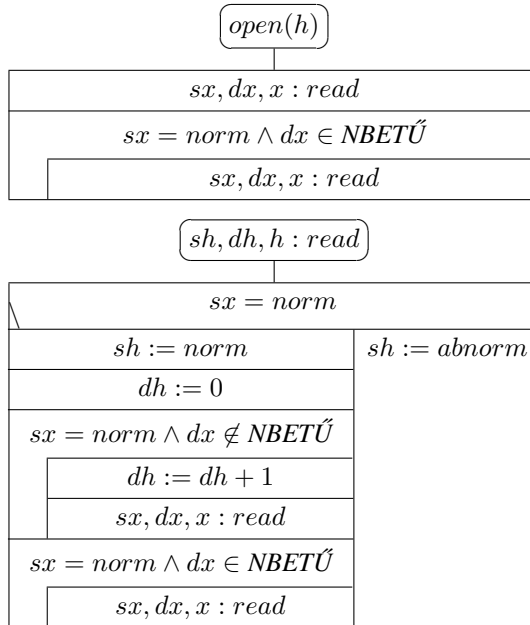 open(h)
sx, dx, x : read
sx = norm ∧ dx ∈ NBETŰ
sx, dx, x : read
sh, dh, h : read
sx = norm
sh := norm
sh := abnorm
dh := 0
sx = norm ∧ dx ∉ NBETŰ
dh := dh + 1
sx, dx, x : read
sx = norm ∧ dx ∈ NBETŰ
sx, dx, x : read